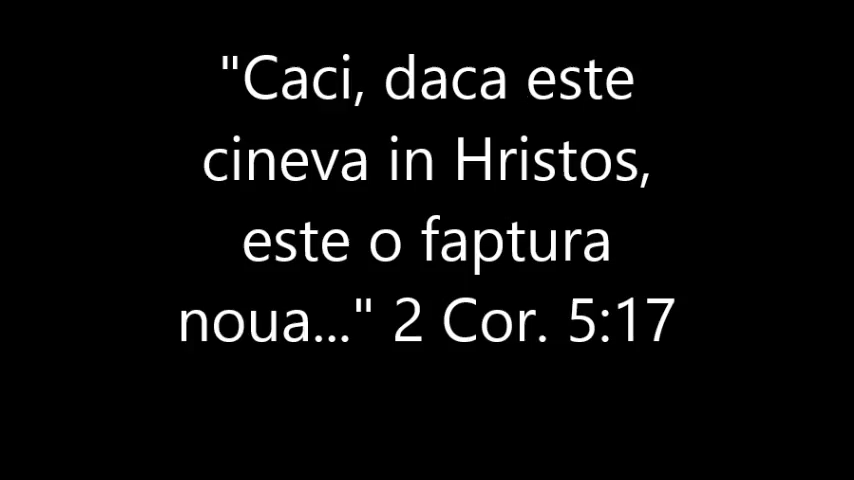 "Caci, daca este
cineva in Hristos,
este o faptura
noua..." 2 Cor. 5:17